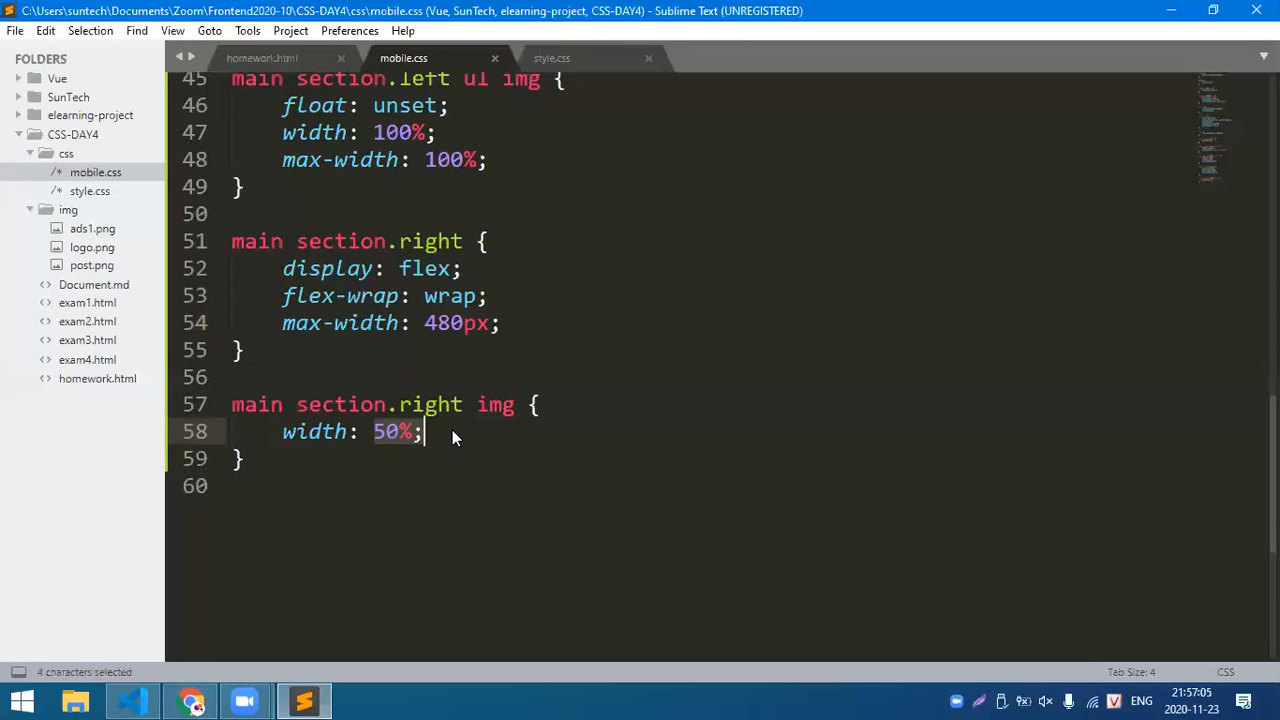 C:\Users\suntech\Documents\Zoom\Frontend2020-10\CSS-DAY4\css\mobile.css (Vue, SunTech, elearning-project, CSS-DAY4) - Sublime Text (UNREGISTERED)
File Edit Selection Find View Goto Tools Project Preferences Help
FOLDERS
Vue
SunTech
elearning-project
CSS-DAY4
css
/* mobile.css
/* style.css
img
ads1.png
logo.png
post.png
<> Document.md
<> exam1.html
<> exam2.html
<> exam3.html
<> exam4.html
<> homework.html
homework.html mobile.css style.css
45 main section.left ul img {
46 float: unset;
47 width: 100%;
48 max-width: 100%;
49 }
50
51 main section.right {
52 display: flex;
53 flex-wrap: wrap;
54 max-width: 480px;
55 }
56
57 main section.right img {
58 width: 50%;
59 }
60
4 characters selected Tab Size: 4 CSS
V ENG 21:57:05
2020-11-23